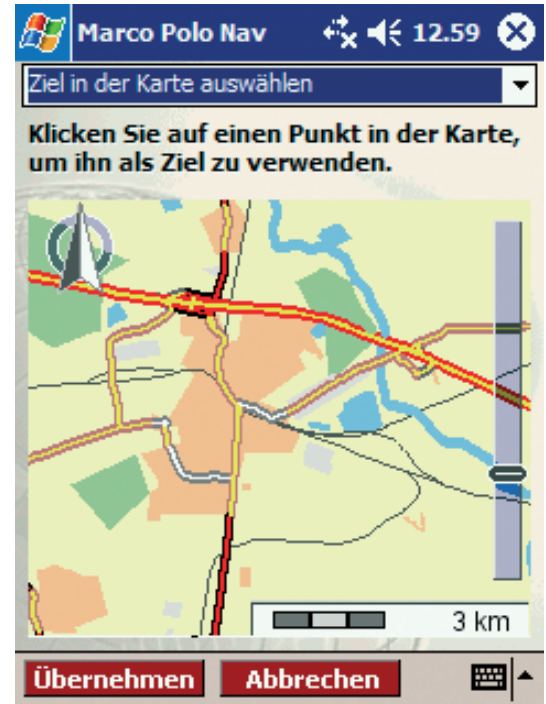 Marco Polo Nav 12.59
Ziel in der Karte auswählen
Klicken Sie auf einen Punkt in der Karte,
um ihn als Ziel zu verwenden.
3 km
Übernehmen Abbrechen